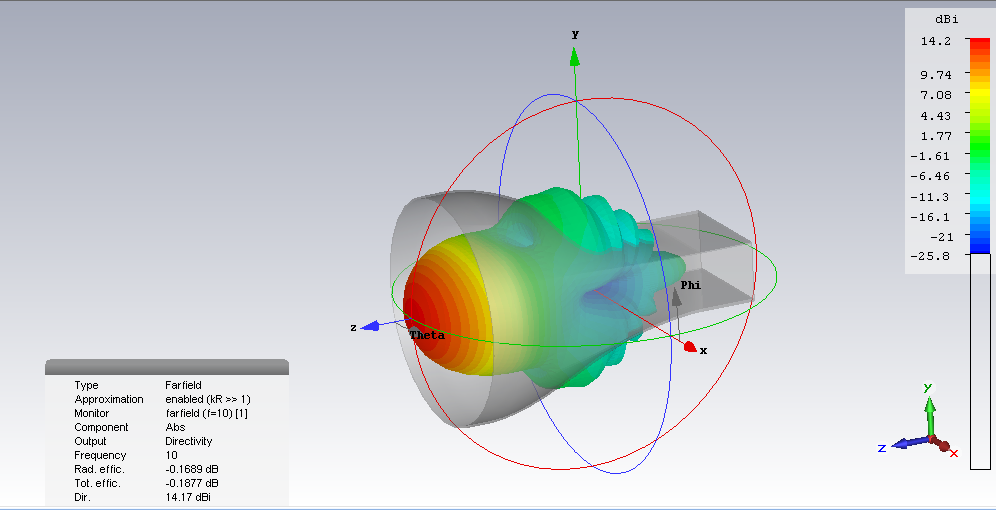 dBi
14.2
9.74
7.08
4.43
1.77
-1.61
-6.46
-11.3
-16.1
-21
-25.8
y
z
Theta
Phi
x
Type Farfield
Approximation enabled (kR >> 1)
Monitor farfield (f=10) [1]
Component Abs
Output Directivity
Frequency 10
Rad. effic. -0.1689 dB
Tot. effic. -0.1877 dB
Dir. 14.17 dBi
y
z
x